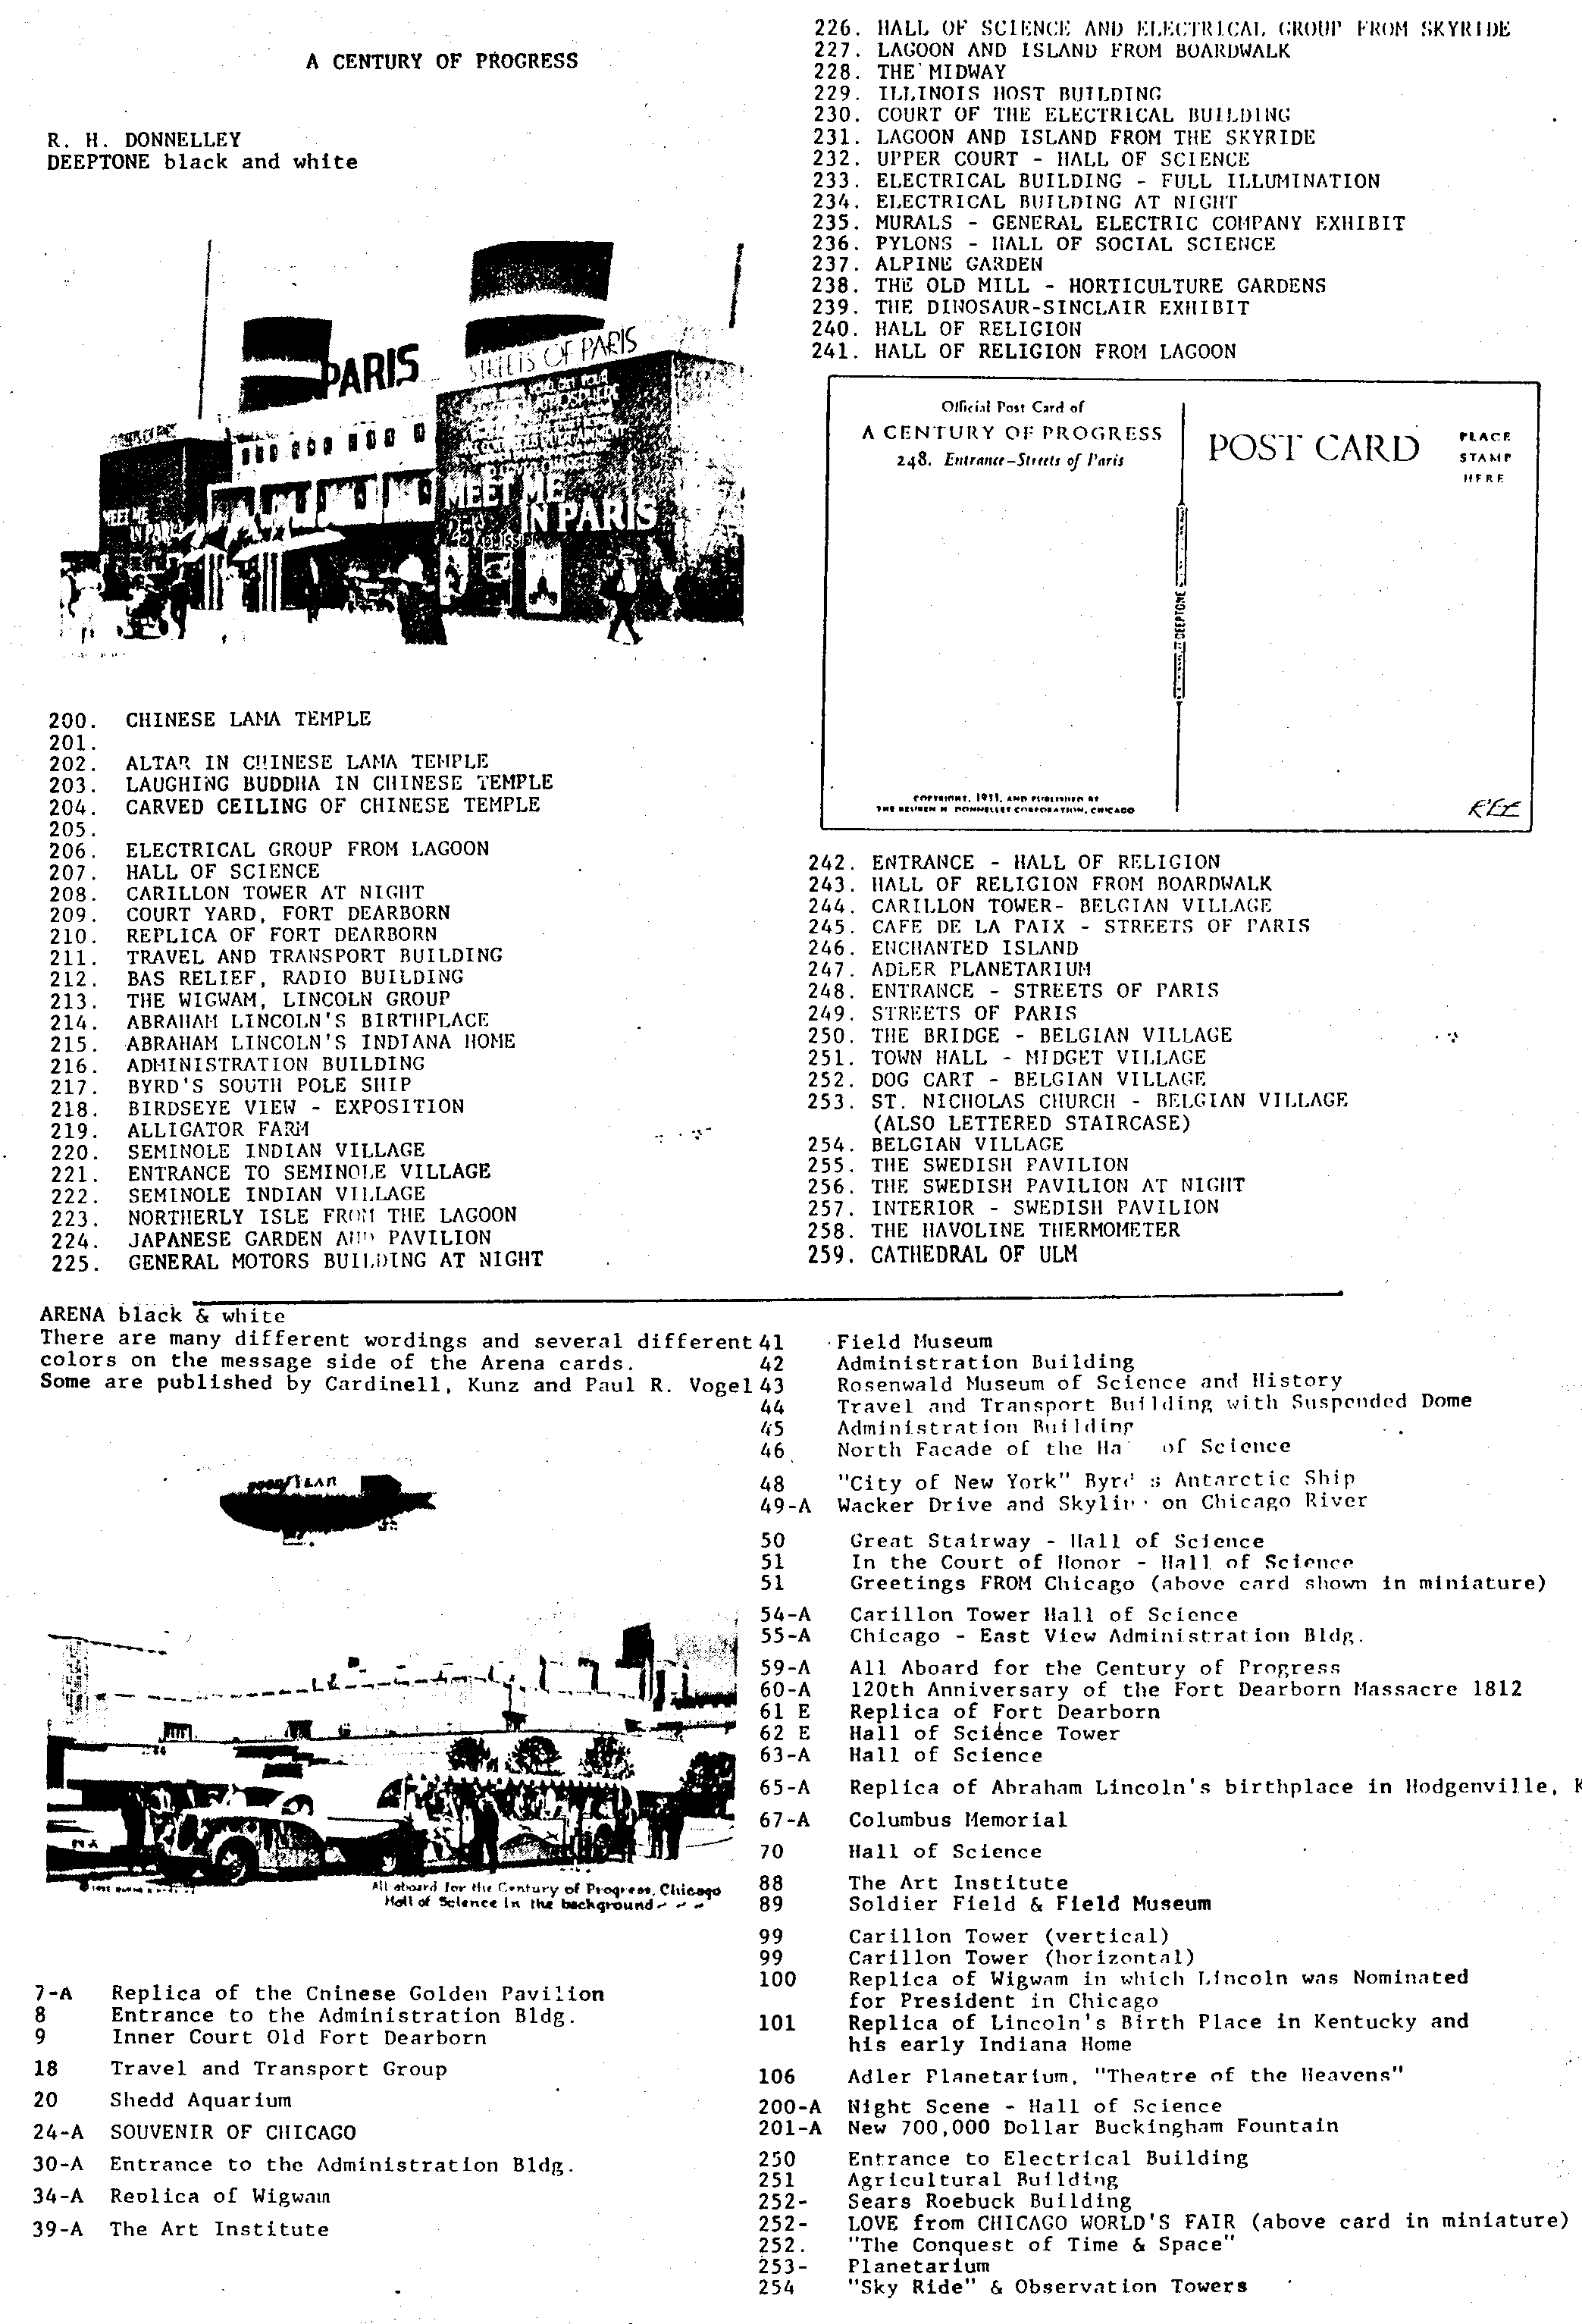 A CENTURY OF PROGRESS
R. H. DONNELLEY
DEEPTONE black and white
PARIS
STREETS OF PARIS
MEET ME
IN PARIS
MEET ME
IN PARIS
200. CHINESE LAMA TEMPLE
201.
202. ALTAR IN CHINESE LAMA TEMPLE
203. LAUGHING BUDDHA IN CHINESE TEMPLE
204. CARVED CEILING OF CHINESE TEMPLE
205.
206. ELECTRICAL GROUP FROM LAGOON
207. HALL OF SCIENCE
208. CARILLON TOWER AT NIGHT
209. COURT YARD, FORT DEARBORN
210. REPLICA OF FORT DEARBORN
211. TRAVEL AND TRANSPORT BUILDING
212. BAS RELIEF, RADIO BUILDING
213. THE WIGWAM, LINCOLN GROUP
214. ABRAHAM LINCOLN'S BIRTHPLACE
215. ABRAHAM LINCOLN'S INDIANA HOME
216. ADMINISTRATION BUILDING
217. BYRD'S SOUTH POLE SHIP
218. BIRDSEYE VIEW - EXPOSITION
219. ALLIGATOR FARM
220. SEMINOLE INDIAN VILLAGE
221. ENTRANCE TO SEMINOLE VILLAGE
222. SEMINOLE INDIAN VILLAGE
223. NORTHERLY ISLE FROM THE LAGOON
224. JAPANESE GARDEN AND PAVILION
225. GENERAL MOTORS BUILDING AT NIGHT
226. HALL OF SCIENCE AND ELECTRICAL GROUP FROM SKYRIDE
227. LAGOON AND ISLAND FROM BOARDWALK
228. THE MIDWAY
229. ILLINOIS HOST BUILDING
230. COURT OF THE ELECTRICAL BUILDING
231. LAGOON AND ISLAND FROM THE SKYRIDE
232. UPPER COURT - HALL OF SCIENCE
233. ELECTRICAL BUILDING - FULL ILLUMINATION
234. ELECTRICAL BUILDING AT NIGHT
235. MURALS - GENERAL ELECTRIC COMPANY EXHIBIT
236. PYLONS - HALL OF SOCIAL SCIENCE
237. ALPINE GARDEN
238. THE OLD MILL - HORTICULTURE GARDENS
239. THE DINOSAUR-SINCLAIR EXHIBIT
240. HALL OF RELIGION
241. HALL OF RELIGION FROM LAGOON
Official Post Card of
A CENTURY OF PROGRESS
248. Entrance–Streets of Paris
POST CARD
PLACE
STAMP
HERE
DEEPTONE
COPYRIGHT, 1933, AND PUBLISHED BY
THE REUBEN H. DONNELLEY CORPORATION, CHICAGO
242. ENTRANCE - HALL OF RELIGION
243. HALL OF RELIGION FROM BOARDWALK
244. CARILLON TOWER- BELGIAN VILLAGE
245. CAFE DE LA PAIX - STREETS OF PARIS
246. ENCHANTED ISLAND
247. ADLER PLANETARIUM
248. ENTRANCE - STREETS OF PARIS
249. STREETS OF PARIS
250. THE BRIDGE - BELGIAN VILLAGE
251. TOWN HALL - MIDGET VILLAGE
252. DOG CART - BELGIAN VILLAGE
253. ST. NICHOLAS CHURCH - BELGIAN VILLAGE
(ALSO LETTERED STAIRCASE)
254. BELGIAN VILLAGE
255. THE SWEDISH PAVILION
256. THE SWEDISH PAVILION AT NIGHT
257. INTERIOR - SWEDISH PAVILION
258. THE HAVOLINE THERMOMETER
259. CATHEDRAL OF ULM
ARENA black & white
There are many different wordings and several different
colors on the message side of the Arena cards.
Some are published by Cardinell, Kunz and Paul R. Vogel
GOODYEAR
All aboard for the Century of Progress, Chicago
Hall of Science in the background
7-A Replica of the Chinese Golden Pavilion
8 Entrance to the Administration Bldg.
9 Inner Court Old Fort Dearborn
18 Travel and Transport Group
20 Shedd Aquarium
24-A SOUVENIR OF CHICAGO
30-A Entrance to the Administration Bldg.
34-A Replica of Wigwam
39-A The Art Institute
41 Field Museum
42 Administration Building
43 Rosenwald Museum of Science and History
44 Travel and Transport Building with Suspended Dome
45 Administration Building
46 North Facade of the Ha of Science
48 "City of New York" Byrd's Antarctic Ship
49-A Wacker Drive and Skyline on Chicago River
50 Great Stairway - Hall of Science
51 In the Court of Honor - Hall of Science
51 Greetings FROM Chicago (above card shown in miniature)
54-A Carillon Tower Hall of Science
55-A Chicago - East View Administration Bldg.
59-A All Aboard for the Century of Progress
60-A 120th Anniversary of the Fort Dearborn Massacre 1812
61 E Replica of Fort Dearborn
62 E Hall of Science Tower
63-A Hall of Science
65-A Replica of Abraham Lincoln's birthplace in Hodgenville, K
67-A Columbus Memorial
70 Hall of Science
88 The Art Institute
89 Soldier Field & Field Museum
99 Carillon Tower (vertical)
99 Carillon Tower (horizontal)
100 Replica of Wigwam in which Lincoln was Nominated
for President in Chicago
101 Replica of Lincoln's Birth Place in Kentucky and
his early Indiana Home
106 Adler Planetarium, "Theatre of the Heavens"
200-A Night Scene - Hall of Science
201-A New 700,000 Dollar Buckingham Fountain
250 Entrance to Electrical Building
251 Agricultural Building
252- Sears Roebuck Building
252- LOVE from CHICAGO WORLD'S FAIR (above card in miniature)
252. "The Conquest of Time & Space"
253- Planetarium
254 "Sky Ride" & Observation Towers